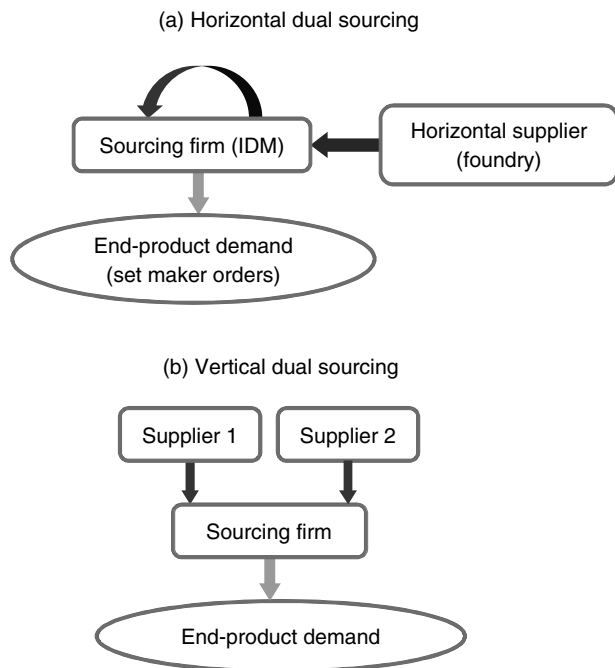 (a) Horizontal dual sourcing
Sourcing firm (IDM)
Horizontal supplier
(foundry)
End-product demand
(set maker orders)
(b) Vertical dual sourcing
Supplier 1
Supplier 2
Sourcing firm
End-product demand